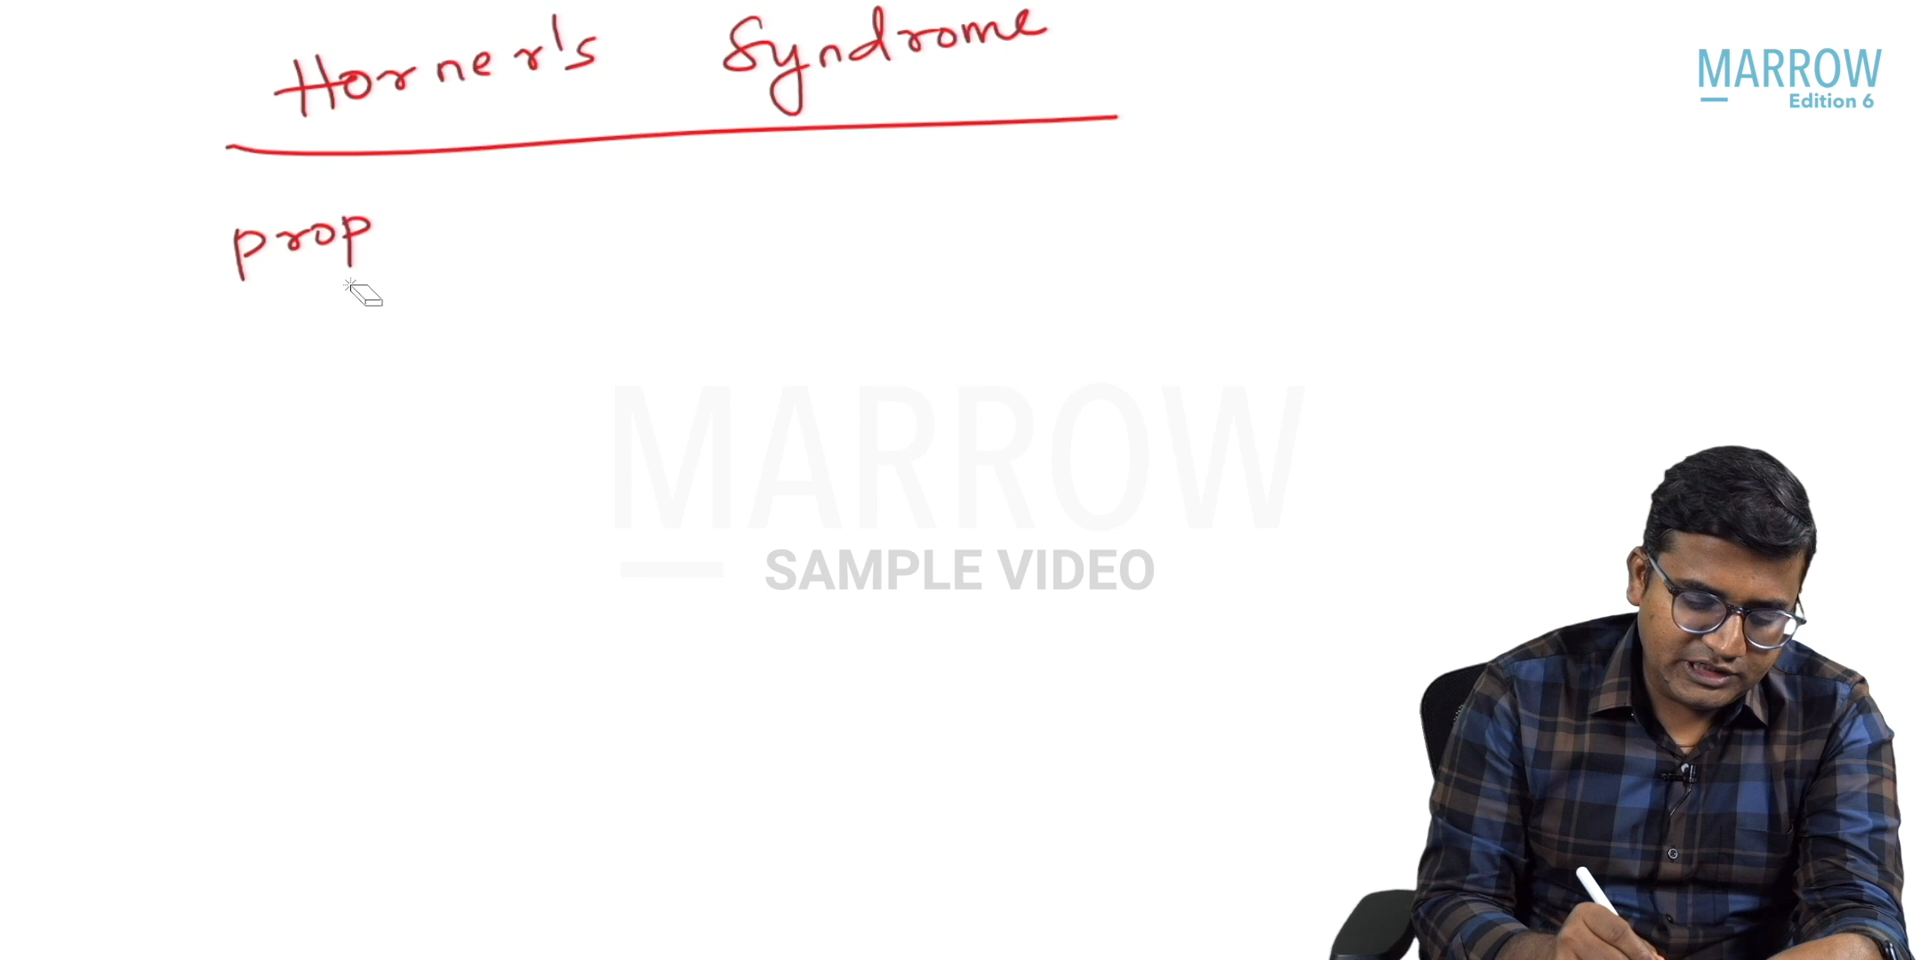 Horner's Syndrome
MARROW
Edition 6
prop
MARROW
SAMPLE VIDEO